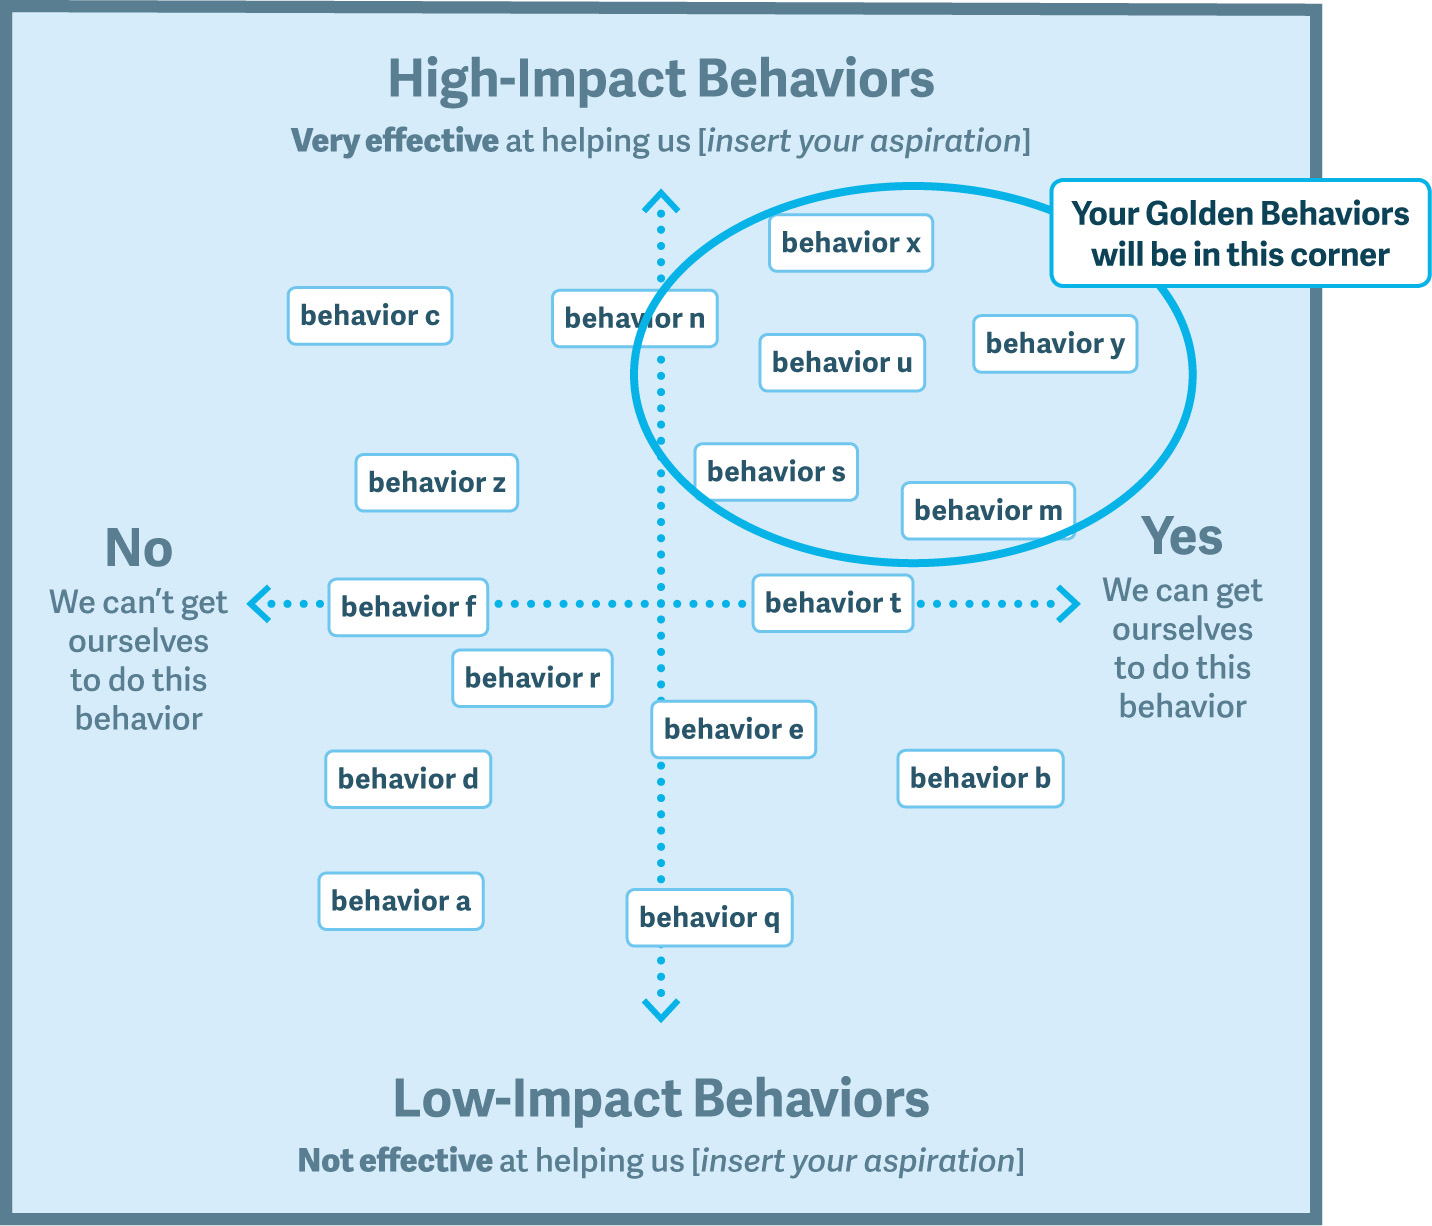 High-Impact Behaviors
Very effective at helping us [insert your aspiration]
Your Golden Behaviors
will be in this corner
behavior x
behavior c
behavior n
behavior y
behavior u
behavior s
behavior z
behavior m
No
We can’t get
ourselves
to do this
behavior
Yes
We can get
ourselves
to do this
behavior
behavior f
behavior t
behavior r
behavior e
behavior d
behavior b
behavior a
behavior q
Low-Impact Behaviors
Not effective at helping us [insert your aspiration]